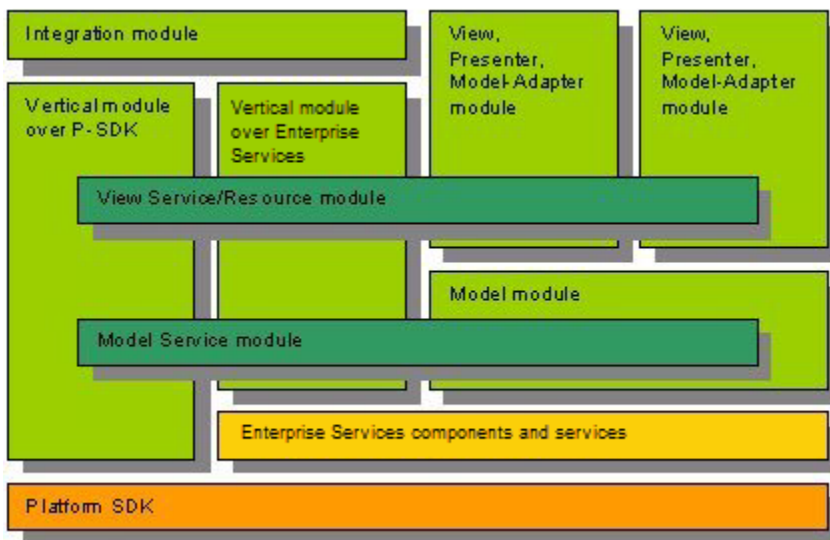 Integration module
View,
Presenter,
Model-Adapter
module
View,
Presenter,
Model-Adapter
module
Vertical module
over P-SDK
Vertical module
over Enterprise
Services
View Service/Resource module
Model module
Model Service module
Enterprise Services components and services
Platform SDK